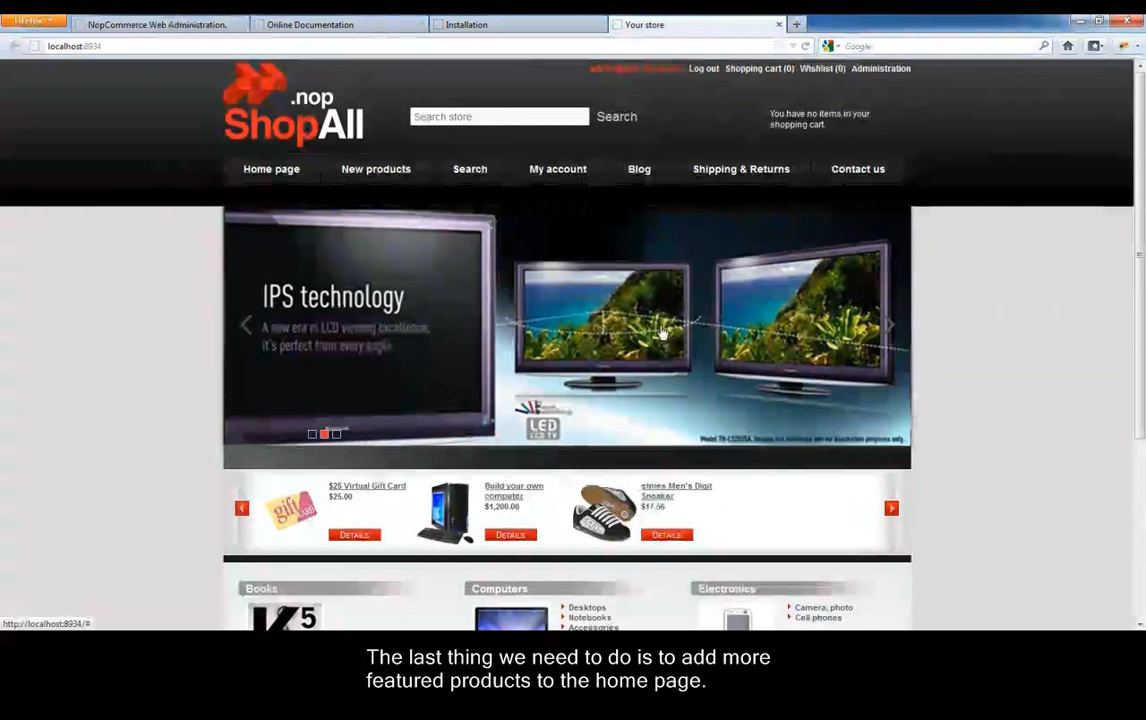 NopCommerce Web Administration.
Online Documentation
Installation
Your store
localhost:8934
Google
Log out Shopping cart (0) Wishlist (0) Administration
.nop
ShopAll
Search store
Search
You have no items in your
shopping cart.
Home page New products Search My account Blog Shipping & Returns Contact us
IPS technology
A new era in LCD viewing excellence,
it's perfect from every angle.
LED
LCD TV
$25 Virtual Gift Card
$25.00
DETAILS
Build your own
computer
$1,200.00
DETAILS
etnies Men's Digit
Sneaker
$17.56
DETAILS
Books
K5
Computers
Desktops
Notebooks
Accessories
Electronics
Camera, photo
Cell phones
http://localhost:8934/#
The last thing we need to do is to add more
featured products to the home page.